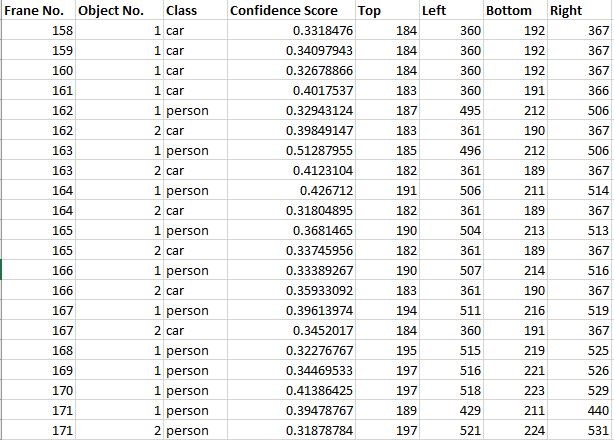 Frane No. Object No. Class Confidence Score Top Left Bottom Right
158 1 car 0.3318476 184 360 192 367
159 1 car 0.34097943 184 360 192 367
160 1 car 0.32678866 184 360 192 367
161 1 car 0.4017537 183 360 191 366
162 1 person 0.32943124 187 495 212 506
162 2 car 0.39849147 183 361 190 367
163 1 person 0.51287955 185 496 212 506
163 2 car 0.4123104 182 361 189 367
164 1 person 0.426712 191 506 211 514
164 2 car 0.31804895 182 361 189 367
165 1 person 0.3681465 190 504 213 513
165 2 car 0.33745956 182 361 189 367
166 1 person 0.33389267 190 507 214 516
166 2 car 0.35933092 183 361 190 367
167 1 person 0.39613974 194 511 216 519
167 2 car 0.3452017 184 360 191 367
168 1 person 0.32276767 195 515 219 525
169 1 person 0.34469533 197 516 221 526
170 1 person 0.41386425 197 518 223 529
171 1 person 0.39478767 189 429 211 440
171 2 person 0.31878784 197 521 224 531